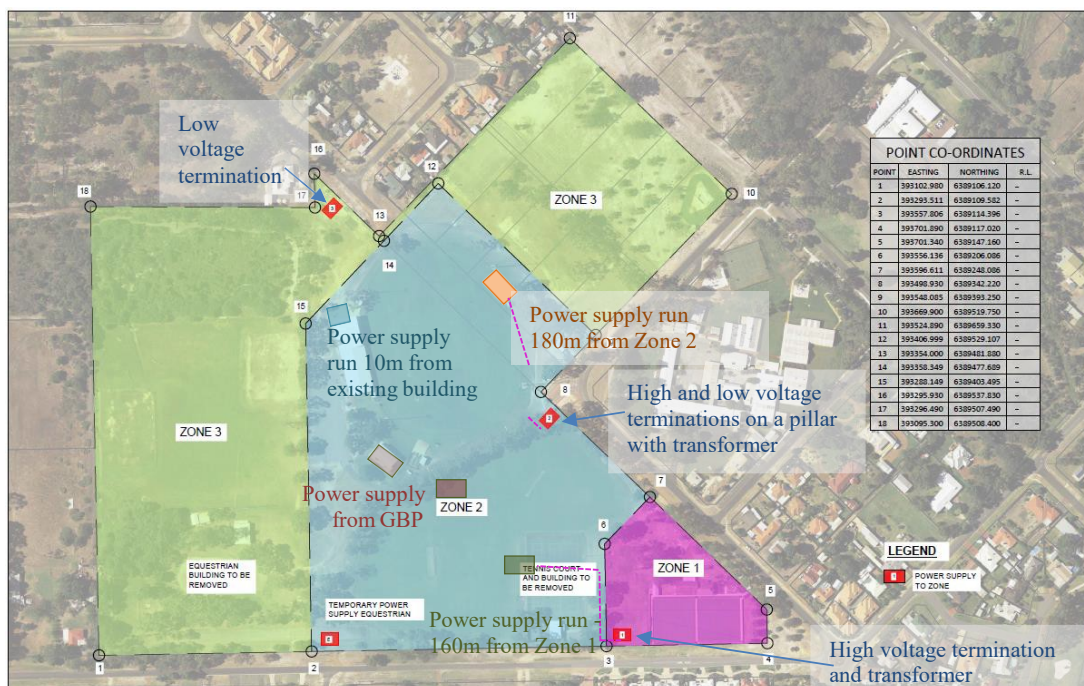 11
Low
voltage
termination
16
12
18
17
3
ZONE 3
10
13
14
15
Power supply
run 10m from
existing building
Power supply run
180m from Zone 2
8
2
High and low voltage
terminations on a pillar
with transformer
ZONE 3
Power supply
from GBP
ZONE 2
7
6
EQUESTRIAN
BUILDING TO BE
REMOVED
TENNIS COURT
AND BUILDING TO
BE REMOVED
ZONE 1
5
TEMPORARY POWER
SUPPLY EQUESTRIAN
E
Power supply run -
160m from Zone 1
1
1
2
3
4
High voltage termination
and transformer
POINT CO-ORDINATES
POINT EASTING NORTHING R.L.
1 393102.980 6389106.120 –
2 393293.511 6389109.582 –
3 393557.806 6389114.396 –
4 393701.890 6389117.020 –
5 393701.340 6389147.160 –
6 393556.136 6389206.086 –
7 393596.611 6389248.086 –
8 393498.930 6389342.220 –
9 393548.085 6389393.250 –
10 393669.900 6389519.750 –
11 393524.890 6389659.330 –
12 393406.999 6389529.107 –
13 393354.000 6389481.880 –
14 393358.349 6389477.689 –
15 393288.149 6389403.495 –
16 393295.930 6389537.830 –
17 393296.490 6389507.490 –
18 393095.300 6389508.400 –
LEGEND
POWER SUPPLY
TO ZONE